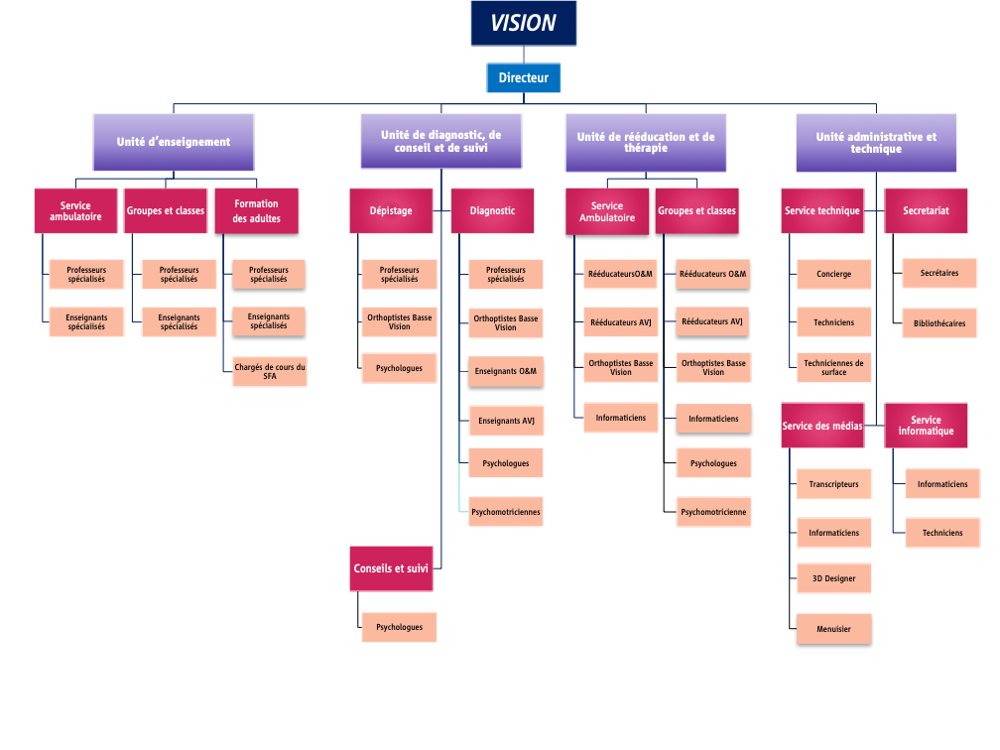 VISION
Directeur
Unité d'enseignement
Service
ambulatoire
Professeurs
spécialisés
Enseignants
spécialisés
Groupes et classes
Professeurs
spécialisés
Enseignants
spécialisés
Formation
des adultes
Professeurs
spécialisés
Enseignants
spécialisés
Chargés de cours du
SFA
Unité de diagnostic, de
conseil et de suivi
Dépistage
Professeurs
spécialisés
Orthoptistes Basse
Vision
Psychologues
Diagnostic
Professeurs
spécialisés
Orthoptistes Basse
Vision
Enseignants O&M
Enseignants AVJ
Psychologues
Psychomotriciennes
Conseils et suivi
Psychologues
Unité de rééducation et de
thérapie
Service
Ambulatoire
RééducateursO&M
Rééducateurs AVJ
Orthoptistes Basse
Vision
Informaticiens
Groupes et classes
Rééducateurs O&M
Rééducateurs AVJ
Orthoptistes Basse
Vision
Informaticiens
Psychologues
Psychomotricienne
Unité administrative et
technique
Service technique
Concierge
Techniciens
Techniciennes de
surface
Secretariat
Secrétaires
Bibliothécaires
Service des médias
Transcripteurs
Informaticiens
3D Designer
Menuisier
Service
informatique
Informaticiens
Techniciens